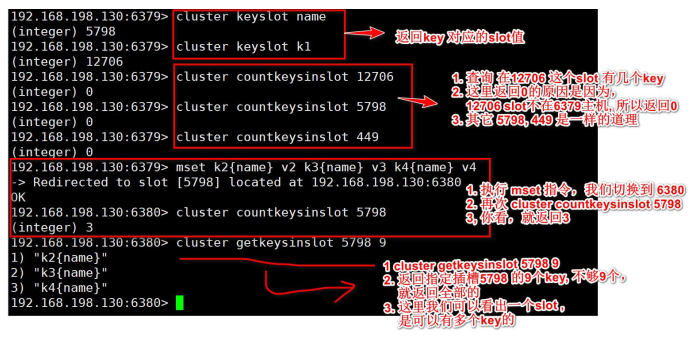 192.168.198.130:6379> cluster keyslot name
(integer) 5798
192.168.198.130:6379> cluster keyslot k1
(integer) 12706
返回key 对应的slot值
192.168.198.130:6379> cluster countkeysinslot 12706
(integer) 0
192.168.198.130:6379> cluster countkeysinslot 5798
(integer) 0
192.168.198.130:6379> cluster countkeysinslot 449
(integer) 0
1. 查询 在12706 这个slot 有几个key
2. 这里返回0的原因是因为，
12706 slot不在6379主机, 所以返回0
3. 其它 5798, 449 是一样的道理
192.168.198.130:6379> mset k2{name} v2 k3{name} v3 k4{name} v4
-> Redirected to slot [5798] located at 192.168.198.130:6380
OK
192.168.198.130:6380> cluster countkeysinslot 5798
(integer) 3
1. 执行 mset 指令，我们切换到 6380
2. 再次 cluster countkeysinslot 5798
3, 你看，就返回3
192.168.198.130:6380> cluster getkeysinslot 5798 9
1) "k2{name}"
2) "k3{name}"
3) "k4{name}"
192.168.198.130:6380>
1 cluster getkeysinslot 5798 9
2. 返回指定插槽5798 的9个key, 不够9个，
就返回全部的
3. 这里我们可以看出一个slot ,
是可以有多个key的